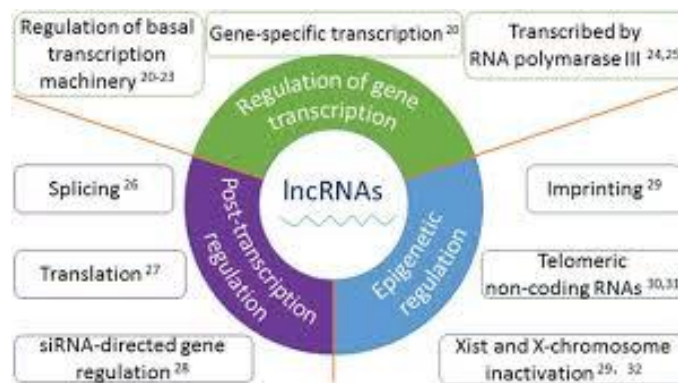 Regulation of basal
transcription
machinery 20-23
Gene-specific transcription 20
Transcribed by
RNA polymarase III 24,25
Regulation of gene
transcription
lncRNAs
Post-transcription
regulation
Epigenetic
regulation
Splicing 26
Translation 27
siRNA-directed gene
regulation 28
Imprinting 29
Telomeric
non-coding RNAs 30,31
Xist and X-chromosome
inactivation 29, 32